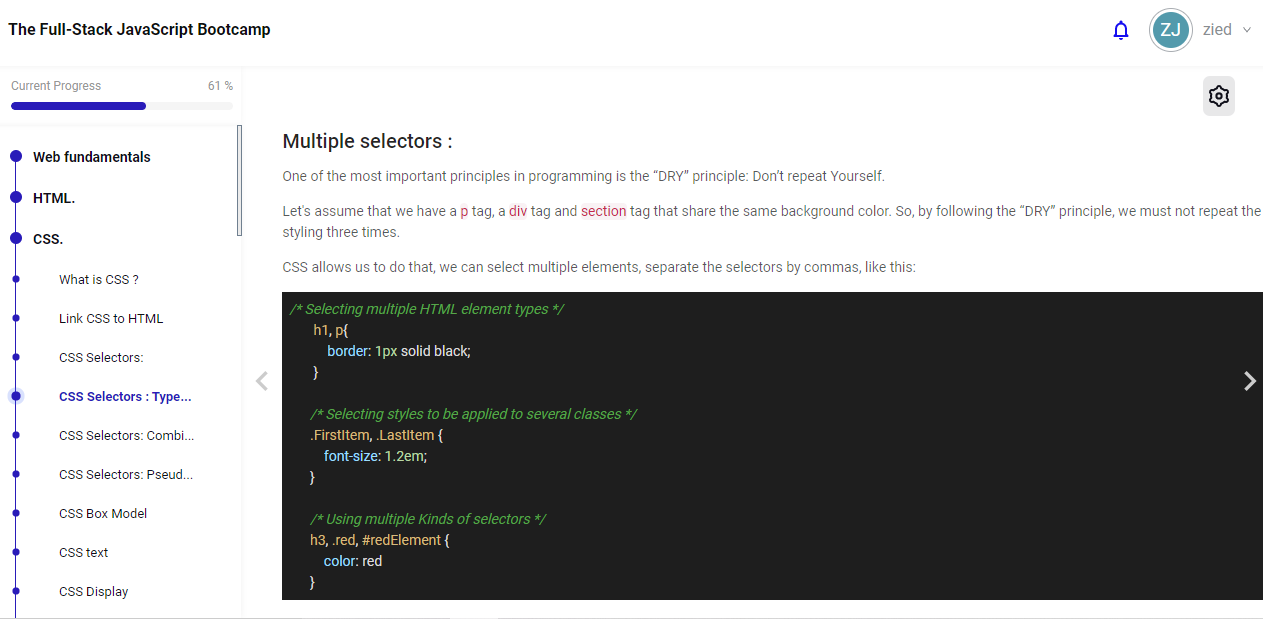 The Full-Stack JavaScript Bootcamp
ZJ
zied
Current Progress
61 %
Web fundamentals
HTML.
CSS.
What is CSS ?
Link CSS to HTML
CSS Selectors:
CSS Selectors : Type...
CSS Selectors: Combi...
CSS Selectors: Pseud...
CSS Box Model
CSS text
CSS Display
Multiple selectors :
One of the most important principles in programming is the “DRY” principle: Don’t repeat Yourself.
Let's assume that we have a p tag, a div tag and section tag that share the same background color. So, by following the “DRY” principle, we must not repeat the
styling three times.
CSS allows us to do that, we can select multiple elements, separate the selectors by commas, like this:
/* Selecting multiple HTML element types */
h1, p{
border: 1px solid black;
}
/* Selecting styles to be applied to several classes */
.FirstItem, .LastItem {
font-size: 1.2em;
}
/* Using multiple Kinds of selectors */
h3, .red, #redElement {
color: red
}